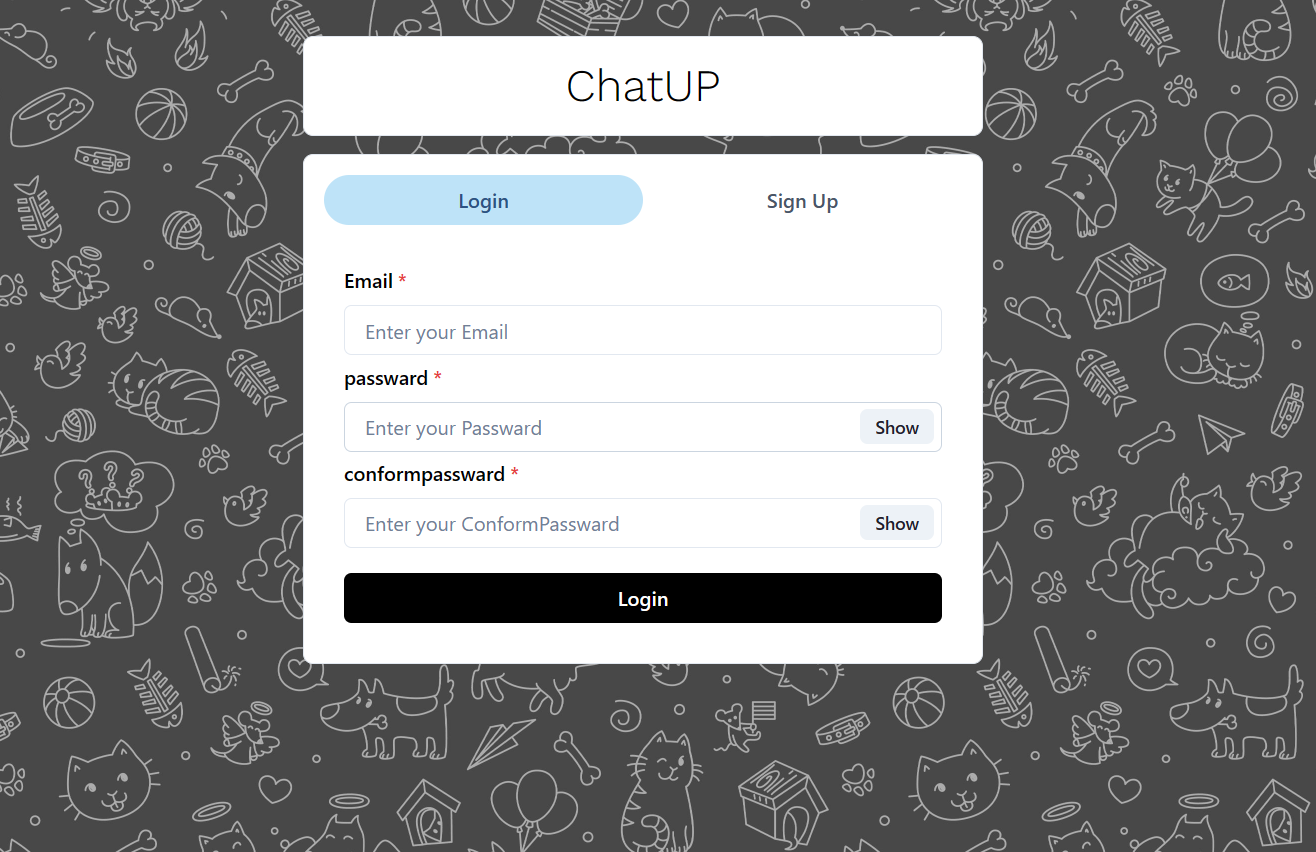 ChatUP
Login
Sign Up
Email *
Enter your Email
passward *
Enter your Passward
Show
conformpassward *
Enter your ConformPassward
Show
Login